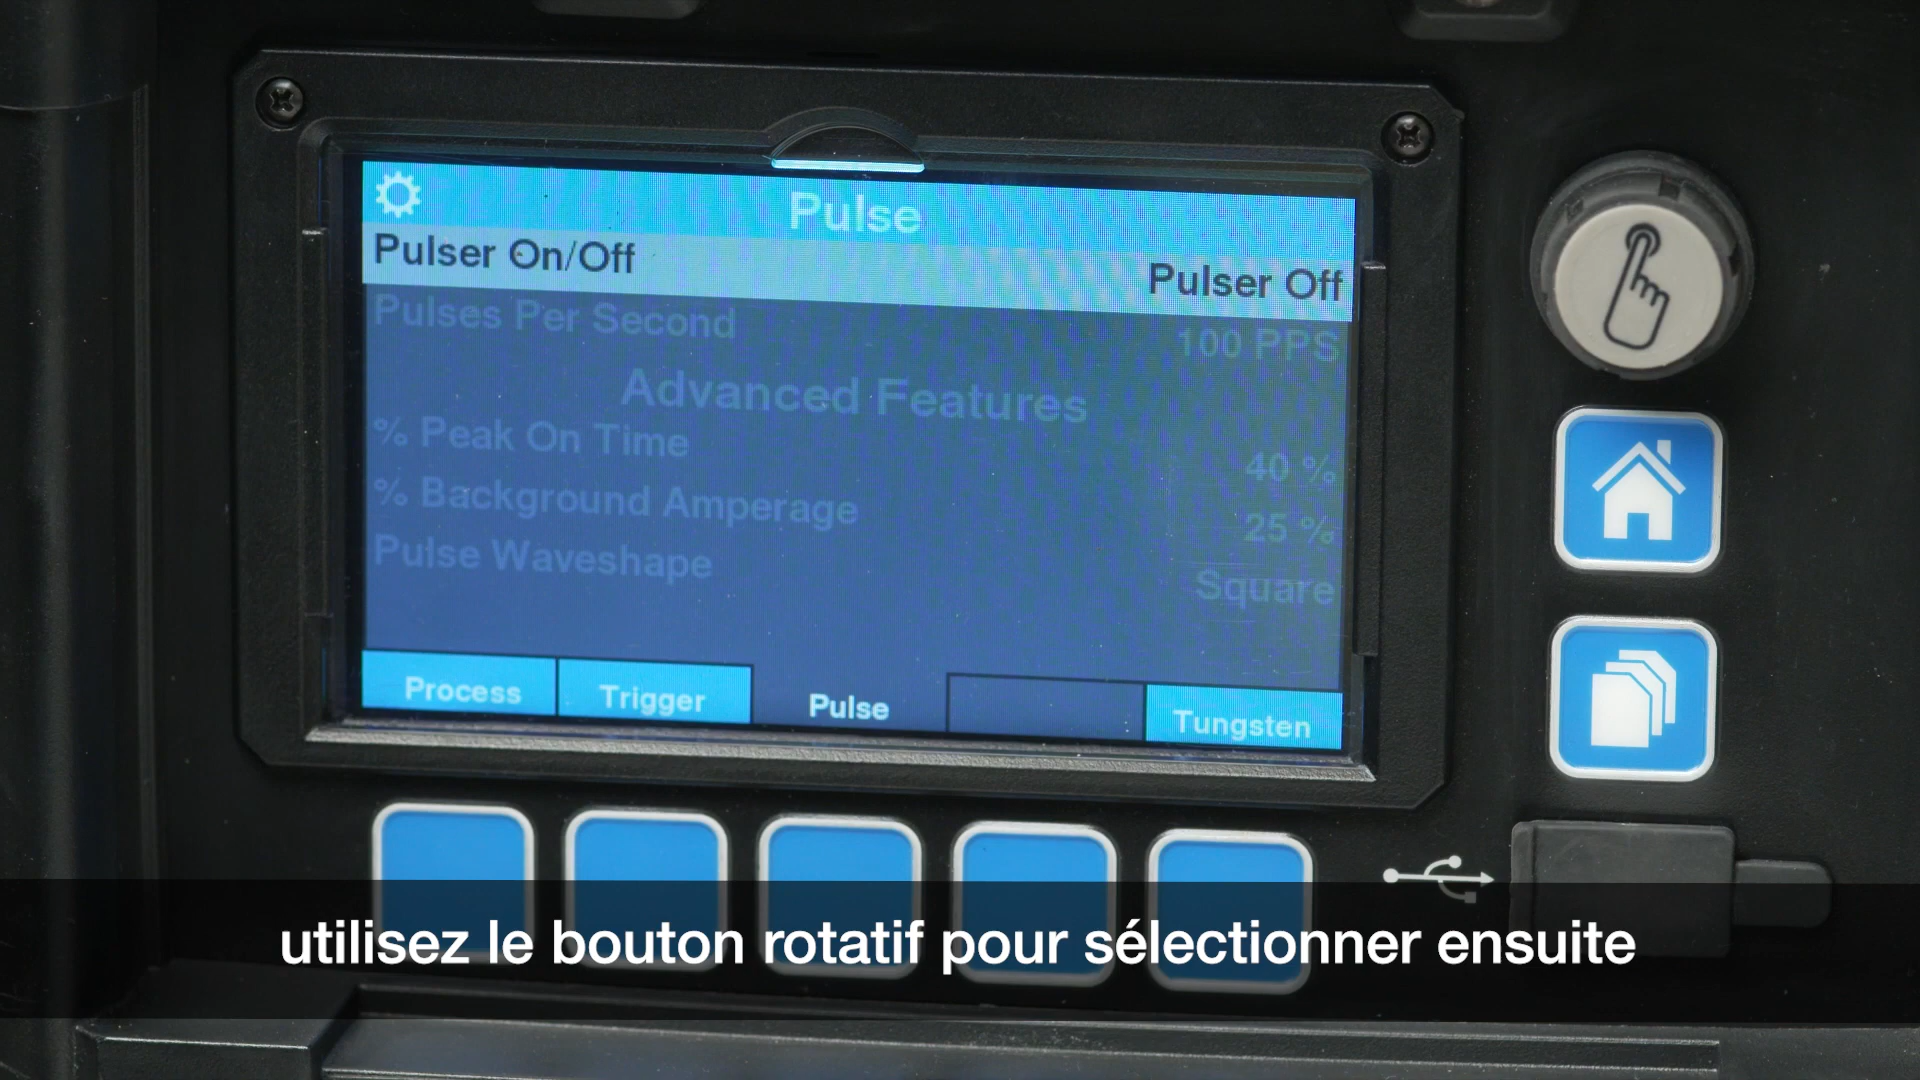 Pulse
Pulser On/Off Pulser Off
Pulses Per Second 100 PPS
Advanced Features
% Peak On Time 40 %
% Background Amperage 25 %
Pulse Waveshape Square
Process Trigger Pulse Tungsten
utilisez le bouton rotatif pour sélectionner ensuite